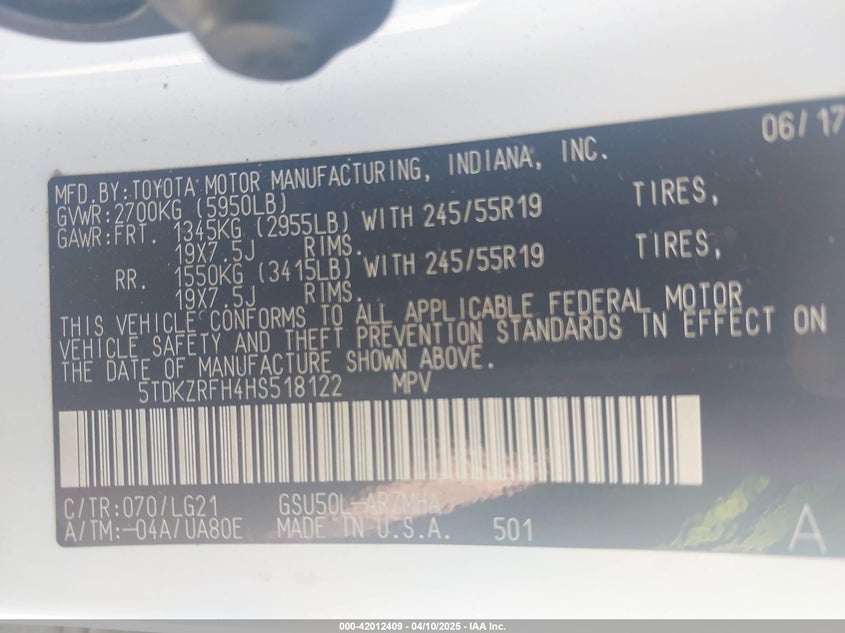 06/17
MFD.BY:TOYOTA MOTOR MANUFACTURING, INDIANA, INC.
GVWR:2700KG (5950LB)
GAWR:FRT. 1345KG (2955LB) WITH 245/55R19 TIRES,
19X7.5J RIMS.
RR. 1550KG (3415LB) WITH 245/55R19 TIRES,
19X7.5J RIMS.
THIS VEHICLE CONFORMS TO ALL APPLICABLE FEDERAL MOTOR
VEHICLE SAFETY AND THEFT PREVENTION STANDARDS IN EFFECT ON
THE DATE OF MANUFACTURE SHOWN ABOVE.
5TDKZRFH4HS518122 MPV
C/TR:070/LG21 GSU50L-ARZMHA
A/TM:-04A/UA80E MADE IN U.S.A. 501 A
000-42012409 - 04/10/2025 - IAA Inc.